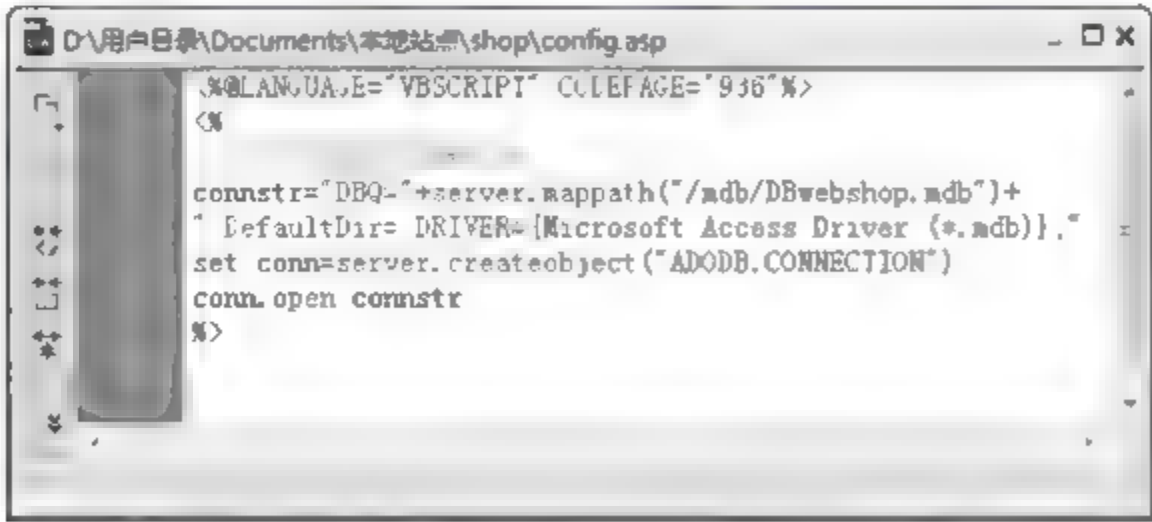 D:\用户目录\Documents\本地站点\shop\config.asp
<%@LANGUAGE="VBSCRIPT" CODEPAGE="936"%>
<%
connstr="DBQ="+server.mappath("/mdb/DBwebshop.mdb")+
";DefaultDir=;DRIVER={Microsoft Access Driver (*.mdb)};"
set conn=server.createobject("ADODB.CONNECTION")
conn.open connstr
%>